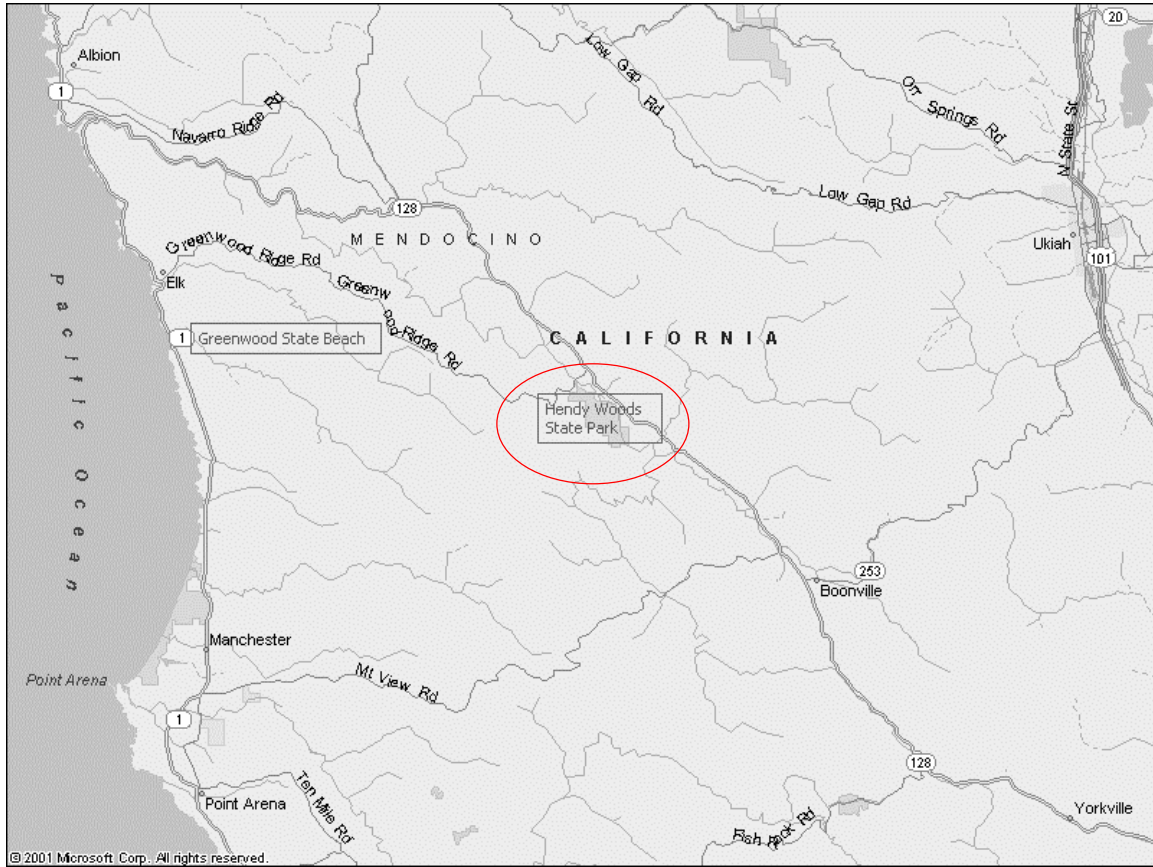 20
Albion
1
Low Gap
Rd
Orr
Springs Rd
N State St
Navarro Ridge Rd
Low Gap Rd
128
MENDOCINO
Ukiah
101
Greenwood Ridge Rd
Elk
Greenwood Ridge Rd
Pacific Ocean
1
Greenwood State Beach
CALIFORNIA
Hendy Woods
State Park
253
Boonville
Manchester
Point Arena
Mt View Rd
1
128
Point Arena
Ten Mile Rd
Fish Rock Rd
Yorkville
© 2001 Microsoft Corp. All rights reserved.